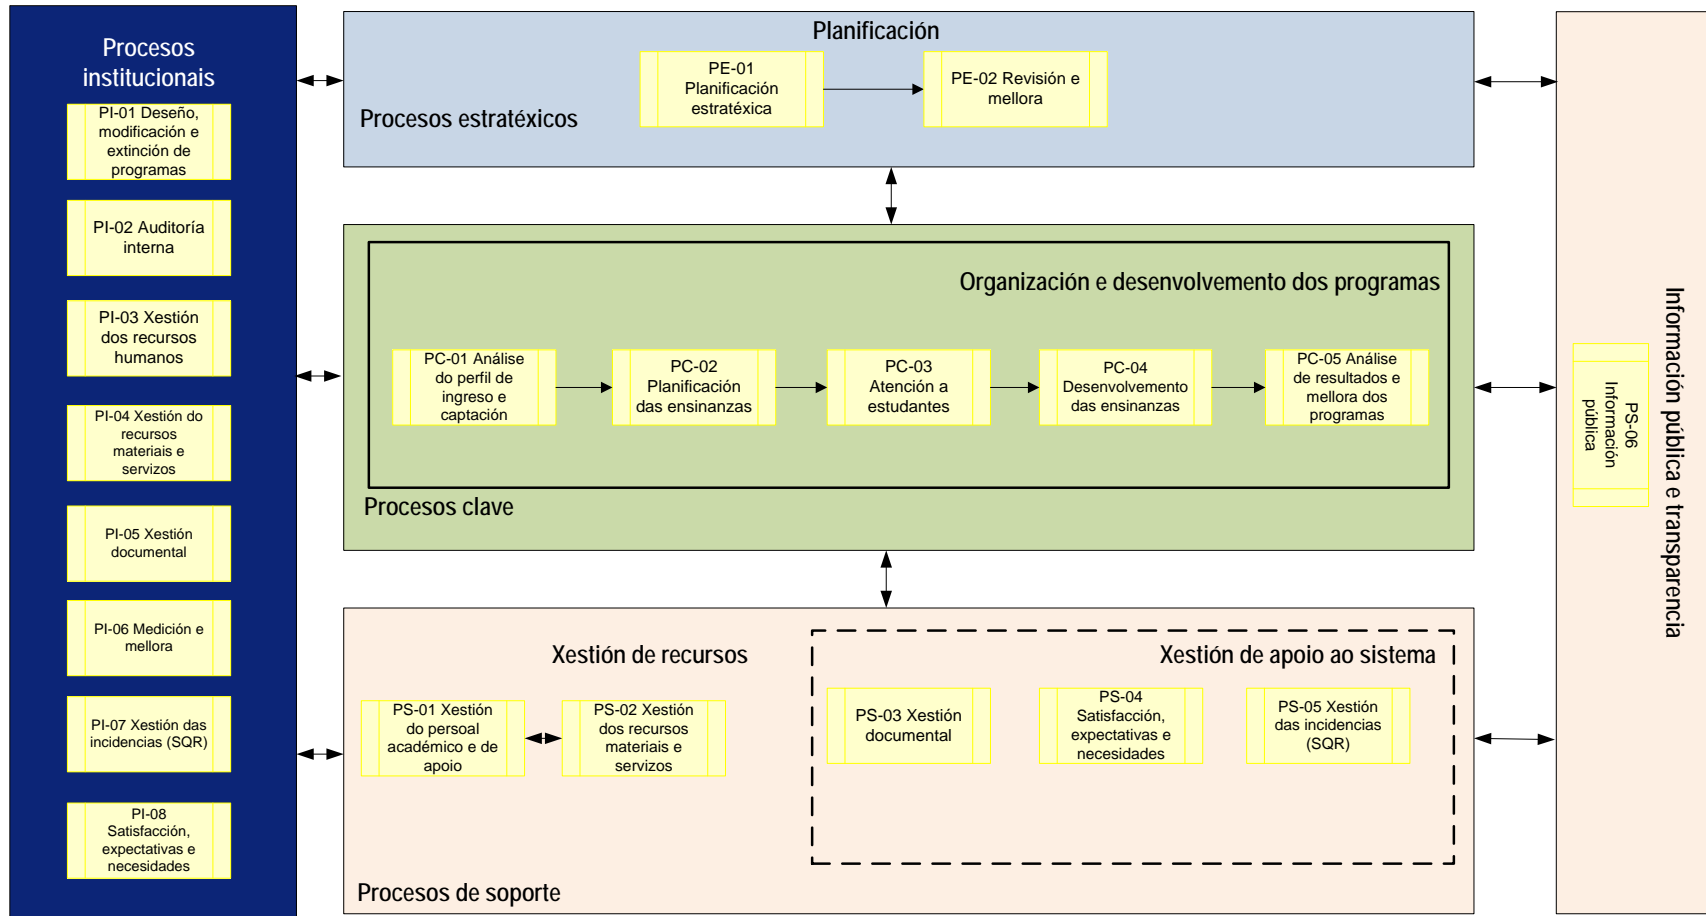 Procesos
institucionais
PI-01 Deseño,
modificación e
extinción de
programas
PI-02 Auditoría
interna
PI-03 Xestión
dos recursos
humanos
PI-04 Xestión do
recursos
materiais e
servizos
PI-05 Xestión
documental
PI-06 Medición e
mellora
PI-07 Xestión das
incidencias (SQR)
PI-08
Satisfacción,
expectativas e
necesidades
Planificación
PE-01
Planificación
estratéxica
PE-02 Revisión e
mellora
Procesos estratéxicos
Organización e desenvolvemento dos programas
PC-01 Análise
do perfil de
ingreso e
captación
PC-02
Planificación
das ensinanzas
PC-03
Atención a
estudantes
PC-04
Desenvolvemento
das ensinanzas
PC-05 Análise
de resultados e
mellora dos
programas
Procesos clave
Xestión de recursos
PS-01 Xestión
do persoal
académico e de
apoio
PS-02 Xestión
dos recursos
materiais e
servizos
Xestión de apoio ao sistema
PS-03 Xestión
documental
PS-04
Satisfacción,
expectativas e
necesidades
PS-05 Xestión
das incidencias
(SQR)
Procesos de soporte
Información pública e transparencia
PS-06
Información
pública